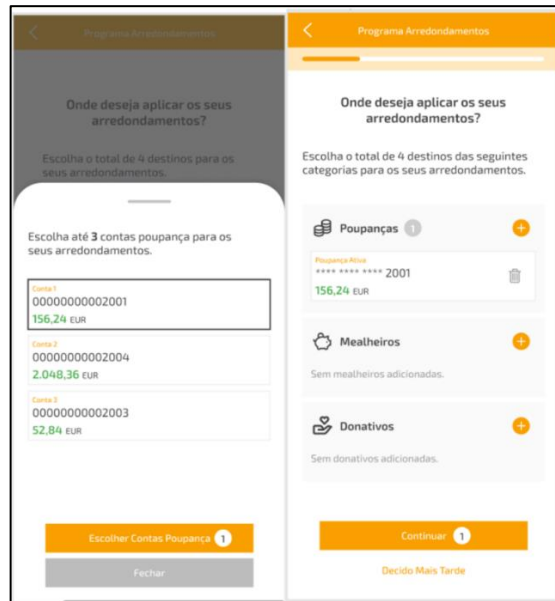 Programa Arredondamentos
Onde deseja aplicar os seus
arredondamentos?
Escolha o total de 4 destinos para os
seus arredondamentos.
Escolha até 3 contas poupança para os
seus arredondamentos.
Conta 1
00000000002001
156,24 EUR
Conta 2
00000000002004
2.048,36 EUR
Conta 3
00000000002003
52,84 EUR
Escolher Contas Poupança 1
Fechar
Programa Arredondamentos
Onde deseja aplicar os seus
arredondamentos?
Escolha o total de 4 destinos das seguintes
categorias para os seus arredondamentos.
Poupanças 1
Poupança Ativa
**** **** **** 2001
156,24 EUR
Mealheiros
Sem mealheiros adicionadas.
Donativos
Sem donativos adicionadas.
Continuar 1
Decido Mais Tarde